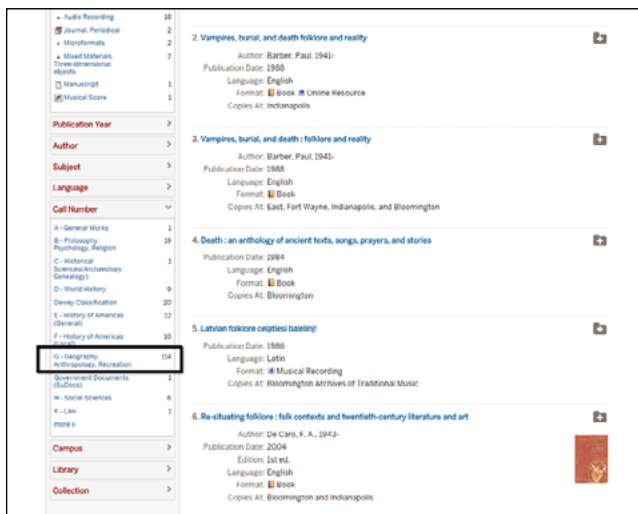 Audio Recording 18
Journal, Periodical 2
Microformats 2
Mixed Materials, 2
Three-dimensional
objects
Manuscript 1
Musical Score 1
Publication Year
Author
Subject
Language
Call Number
A - General Works 1
B - Philosophy, 19
Psychology, Religion
C - Historical 1
Sciences(Archaeology,
Genealogy)
D - World History 9
Dewey Classification 20
E - History of Americas 12
(General)
F - History of Americas 10
(Local)
G - Geography, 114
Anthropology, Recreation
Government Documents 1
(SuDocs)
H - Social Sciences 6
K - Law 1
more »
Campus
Library
Collection
2. Vampires, burial, and death folklore and reality
Author: Barber, Paul, 1941-
Publication Date: 1988
Language: English
Format: Book Online Resource
Copies At: Indianapolis
3. Vampires, burial, and death : folklore and reality
Author: Barber, Paul, 1941-
Publication Date: 1988
Language: English
Format: Book
Copies At: East, Fort Wayne, Indianapolis, and Bloomington
4. Death : an anthology of ancient texts, songs, prayers, and stories
Publication Date: 1984
Language: English
Format: Book
Copies At: Bloomington
5. Latvian folklore celptiesi balelinj!
Publication Date: 1986
Language: Latin
Format: Musical Recording
Copies At: Bloomington Archives of Traditional Music
6. Re-situating folklore : folk contexts and twentieth-century literature and art
Author: De Caro, F. A., 1943-
Publication Date: 2004
Edition: 1st ed.
Language: English
Format: Book
Copies At: Bloomington and Indianapolis